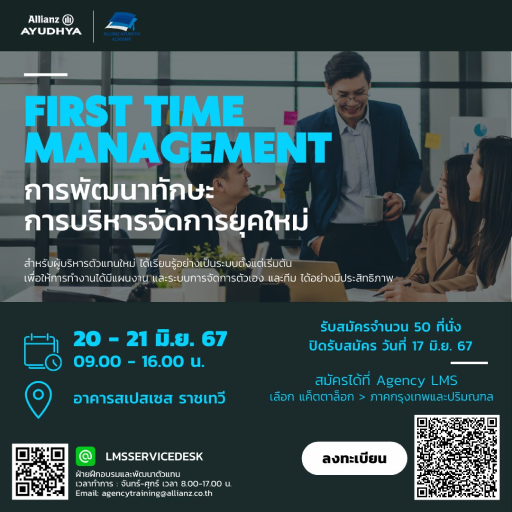 Allianz
AYUDHYA
FIRST TIME
MANAGEMENT
การพัฒนาทักษะ
การบริหารจัดการยุคใหม่
สำหรับผู้บริหารตัวแทนใหม่ ได้เรียนรู้อย่างเป็นระบบตั้งแต่เริ่มต้น
เพื่อให้การทำงานได้มีแผนงาน และระบบการจัดการตัวเอง และทีม ได้อย่างมีประสิทธิภาพ
20 - 21 มิ.ย. 67
09.00 - 16.00 น.
อาคารสเปสเซส ราชเทวี
รับสมัครจำนวน 50 ที่นั่ง
ปิดรับสมัคร วันที่ 17 มิ.ย. 67
สมัครได้ที่ Agency LMS
เลือก แค็ตตาล็อก > ภาคกรุงเทพและปริมณฑล
LMSSERVICEDESK
ฝ่ายฝึกอบรมและพัฒนาตัวแทน
เวลาทำการ : จันทร์-ศุกร์ เวลา 8.00-17.00 น.
Email: agencytraining@allianz.co.th
ลงทะเบียน